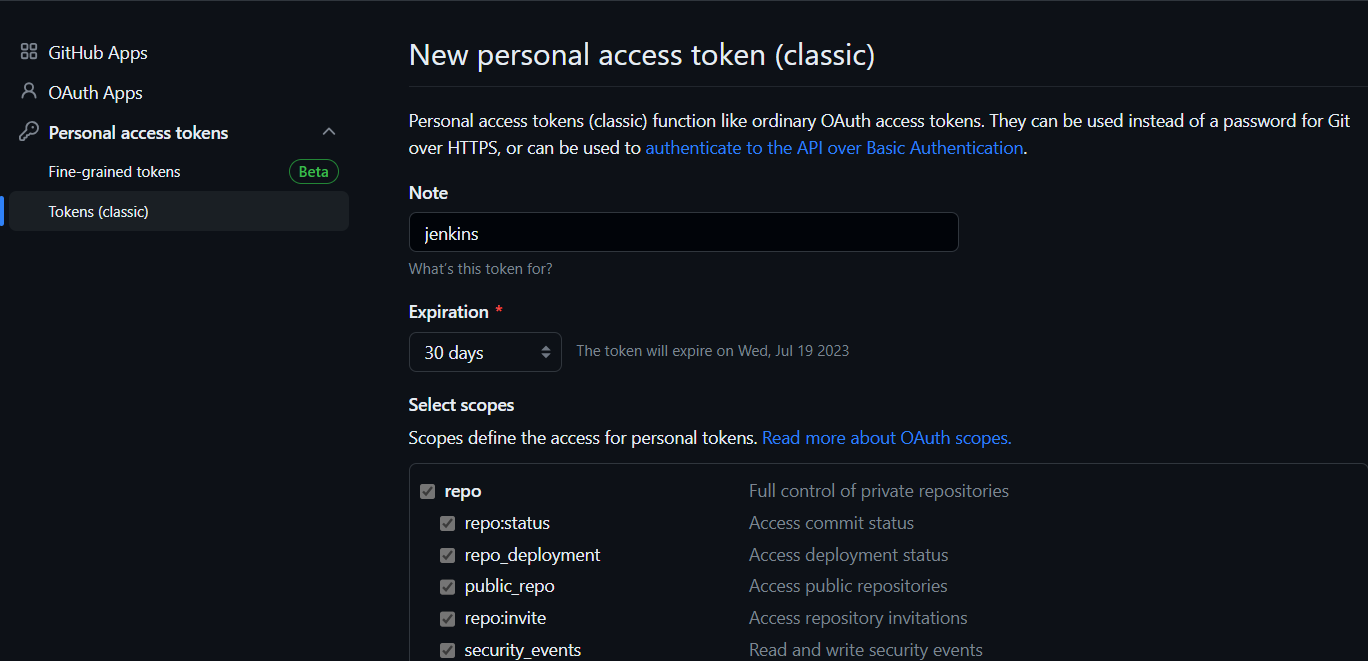 GitHub Apps
OAuth Apps
Personal access tokens
Fine-grained tokens Beta
Tokens (classic)
New personal access token (classic)
Personal access tokens (classic) function like ordinary OAuth access tokens. They can be used instead of a password for Git
over HTTPS, or can be used to authenticate to the API over Basic Authentication.
Note
jenkins
What's this token for?
Expiration *
30 days The token will expire on Wed, Jul 19 2023
Select scopes
Scopes define the access for personal tokens. Read more about OAuth scopes.
repo Full control of private repositories
repo:status Access commit status
repo_deployment Access deployment status
public_repo Access public repositories
repo:invite Access repository invitations
security_events Read and write security events